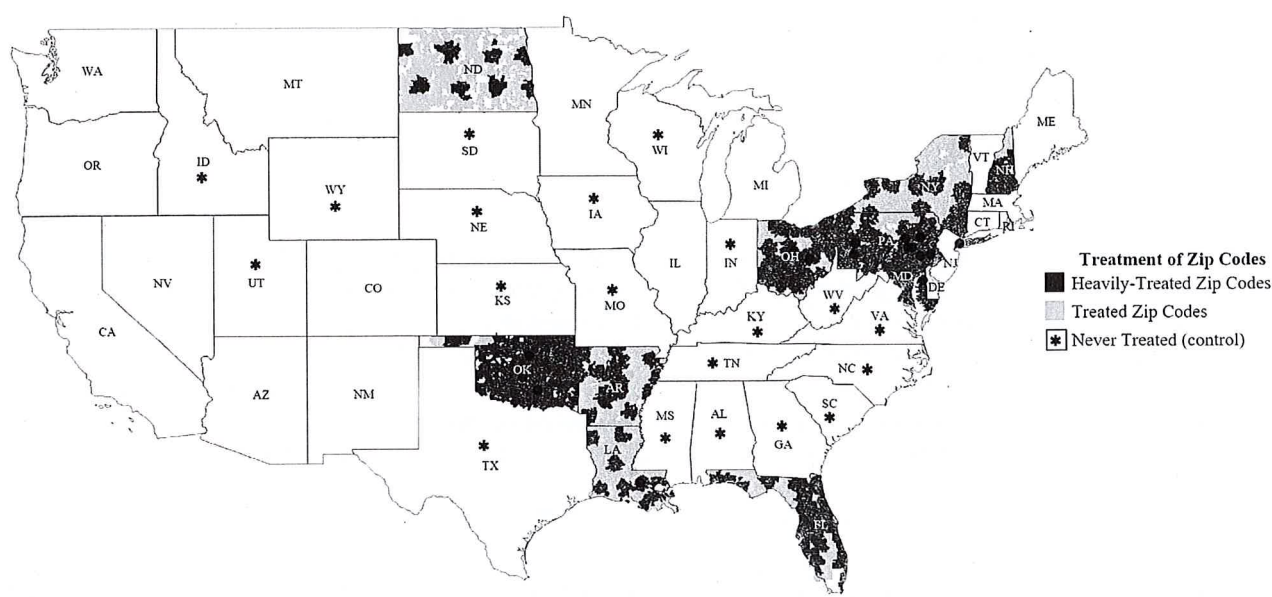 WA
MT
ND
MN
ME
OR
ID
*
SD
*
WI
*
MI
VT
NH
NY
MA
CT
RI
WY
*
NE
*
IA
*
PA
NJ
NV
UT
*
CO
KS
*
MO
*
IL
IN
*
OH
WV
*
MD
DE
VA
*
KY
*
CA
AZ
NM
OK
AR
TN
*
NC
*
SC
*
MS
*
AL
*
GA
*
TX
*
LA
FL
Treatment of Zip Codes
Heavily-Treated Zip Codes
Treated Zip Codes
* Never Treated (control)